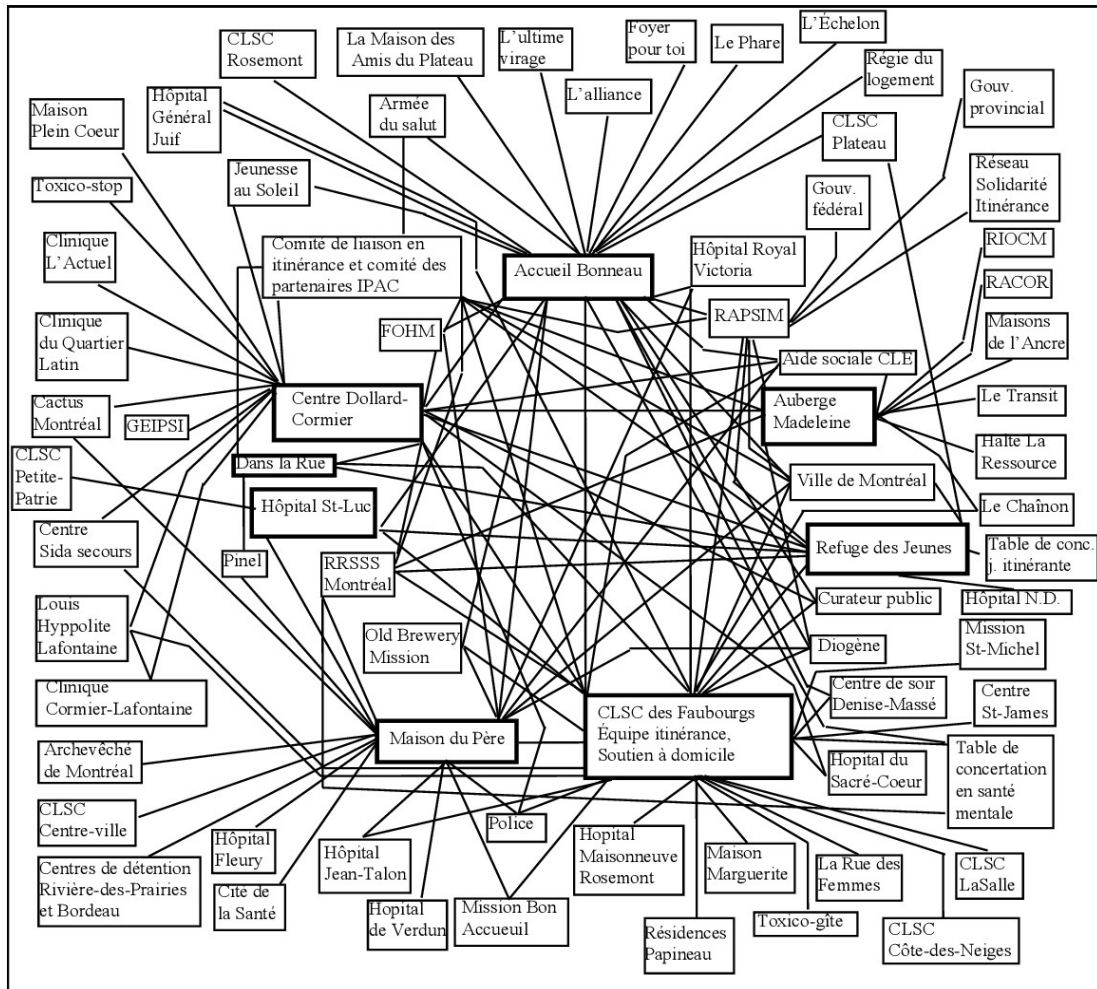 CLSC
Rosemont
La Maison des
Amis du Plateau
L'ultime
virage
Foyer
pour toi
Le Phare
L'Échelon
Hôpital
Général
Juif
Armée
du salut
L'alliance
Régie du
logement
Gouv.
provincial
Maison
Plein Coeur
CLSC
Plateau
Jeunesse
au Soleil
Réseau
Solidarité
Itinérance
Toxico-stop
Gouv.
fédéral
Clinique
L'Actuel
Comité de liaison en
itinérance et comité des
partenaires IPAC
Accueil Bonneau
Hôpital Royal
Victoria
RIOCM
RACOR
Clinique
du Quartier
Latin
FOHM
RAPSIM
Maisons
de l'Ancre
Aide sociale CLE
Cactus
Montréal
GEIPSI
Centre Dollard-
Cormier
Auberge
Madeleine
Le Transit
CLSC
Petite-
Patrie
Dans la Rue
Halte La
Ressource
Hôpital St-Luc
Ville de Montréal
Le Chaînon
Centre
Sida secours
Pinel
RRSSS
Montréal
Refuge des Jeunes
Table de conc.
j. itinérante
Louis
Hyppolite
Lafontaine
Curateur public
Hôpital N.D.
Old Brewery
Mission
Diogène
Mission
St-Michel
Clinique
Cormier-Lafontaine
Centre de soir
Denise-Massé
Centre
St-James
Maison du Père
CLSC des Faubourgs
Équipe itinérance,
Soutien à domicile
Archevêché
de Montréal
Hopital du
Sacré-Coeur
Table de
concertation
en santé
mentale
CLSC
Centre-ville
Hôpital
Fleury
Police
Centres de détention
Rivière-des-Prairies
et Bordeau
Cité de
la Santé
Hôpital
Jean-Talon
Hopital
de Verdun
Mission Bon
Accueuil
Hopital
Maisonneuve
Rosemont
Maison
Marguerite
La Rue des
Femmes
CLSC
LaSalle
Résidences
Papineau
Toxico-gîte
CLSC
Côte-des-Neiges